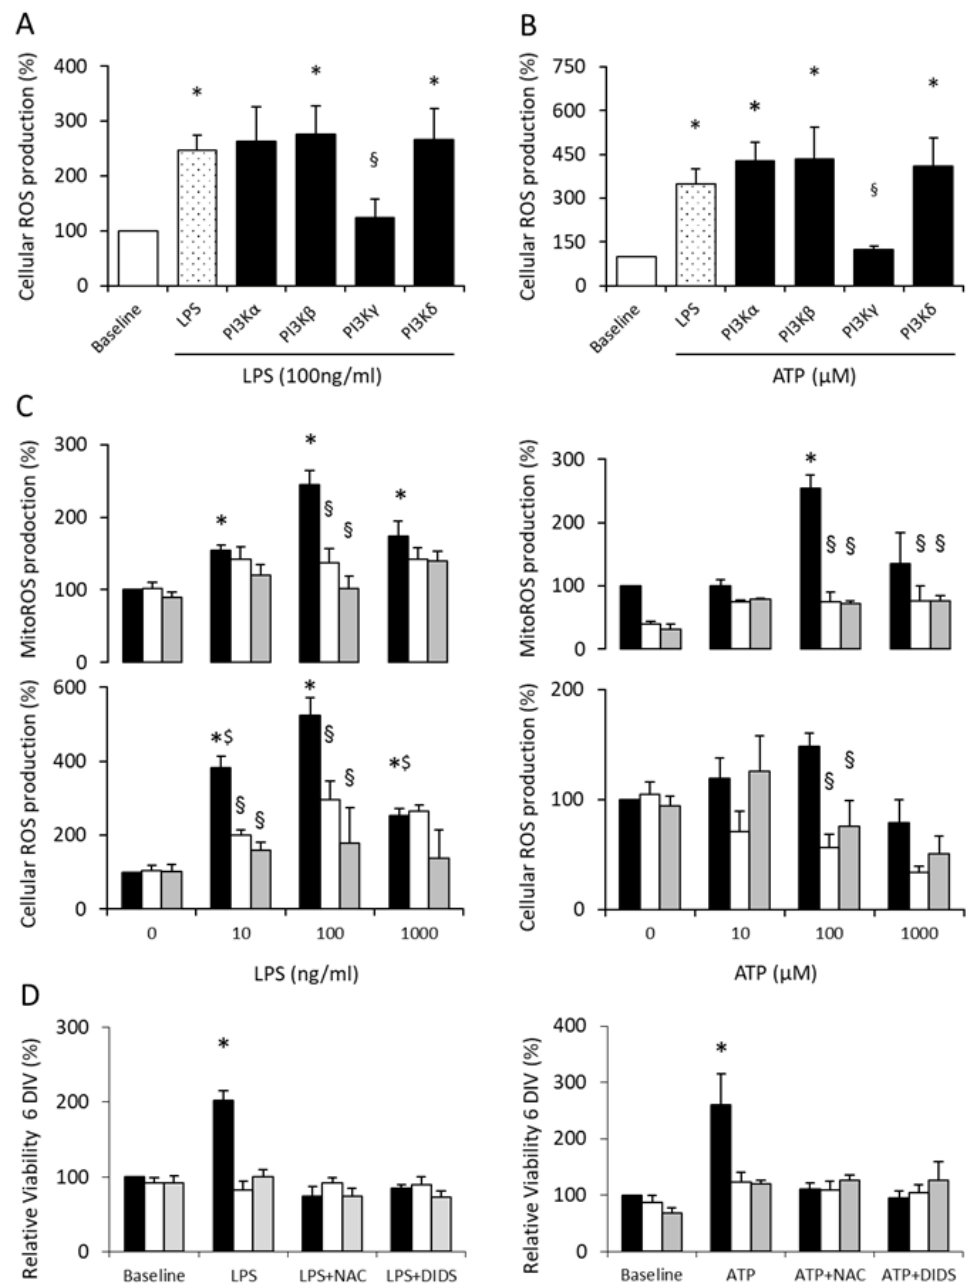 A
Cellular ROS production (%)
400
300
200
100
0
*
*
§
*
Baseline
LPS
PI3Kα
PI3Kβ
PI3Kγ
PI3Kδ
LPS (100ng/ml)
B
Cellular ROS production (%)
750
600
450
300
150
0
*
*
*
§
*
Baseline
LPS
PI3Kα
PI3Kβ
PI3Kγ
PI3Kδ
ATP (μM)
C
MitoROS prodoction (%)
300
200
100
0
*
*
§
§
*
MitoROS production (%)
300
200
100
0
*
§ §
§ §
Cellular ROS production (%)
600
400
200
0
*$
§
§
*
§
§
*$
0
10
100
1000
LPS (ng/ml)
Cellular ROS production (%)
200
100
0
§
§
0
10
100
1000
ATP (μM)
D
Relative Viability 6 DIV (%)
300
200
100
0
*
Baseline
LPS
LPS+NAC
LPS+DIDS
Relative Viability 6 DIV (%)
400
300
200
100
0
*
Baseline
ATP
ATP+NAC
ATP+DIDS